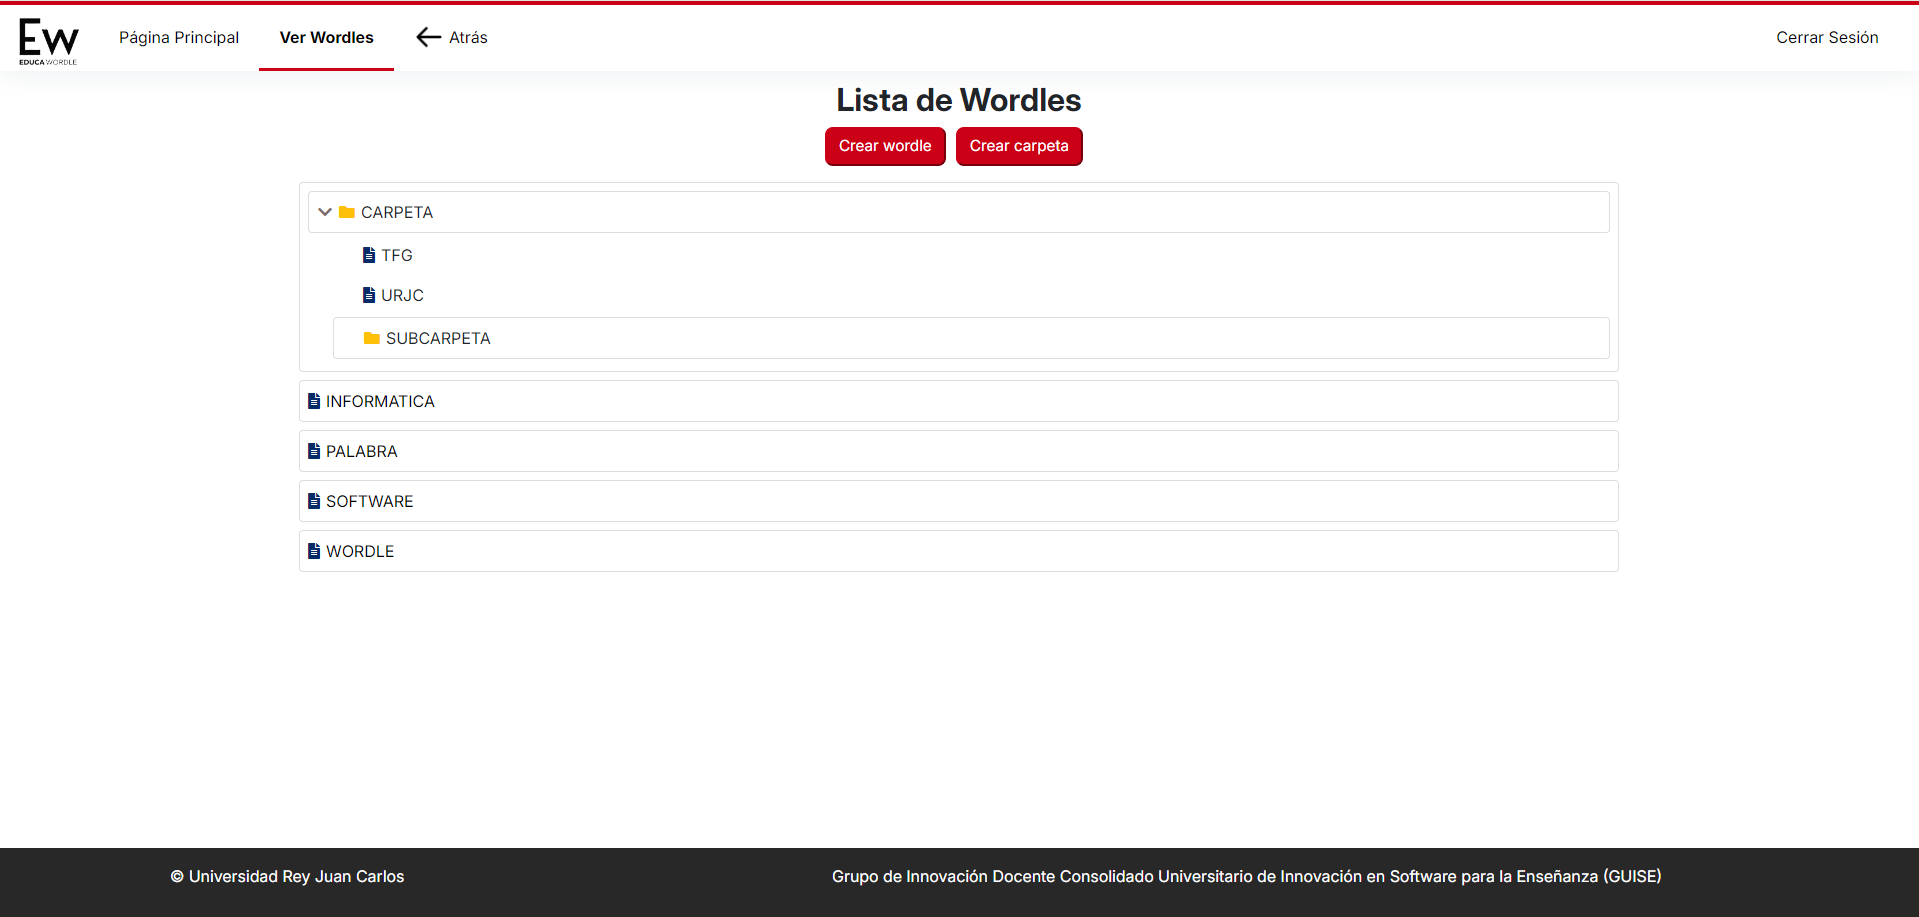 Ew
EDUCA WORDLE
Página Principal
Ver Wordles
Atrás
Cerrar Sesión
Lista de Wordles
Crear wordle
Crear carpeta
CARPETA
TFG
URJC
SUBCARPETA
INFORMATICA
PALABRA
SOFTWARE
WORDLE
© Universidad Rey Juan Carlos
Grupo de Innovación Docente Consolidado Universitario de Innovación en Software para la Enseñanza (GUISE)